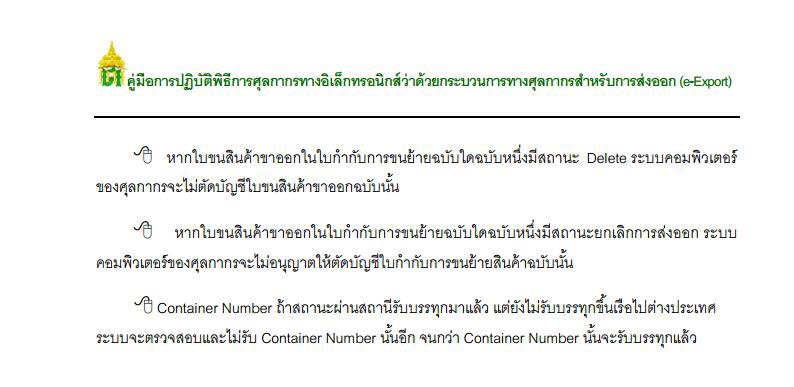 คู่มือการปฏิบัติพิธีการศุลกากรทางอิเล็กทรอนิกส์ว่าด้วยกระบวนการทางศุลกากรสำหรับการส่งออก (e-Export)
หากใบขนสินค้าขาออกในใบกำกับการขนย้ายฉบับใดฉบับหนึ่งมีสถานะ Delete ระบบคอมพิวเตอร์
ของศุลกากรจะไม่ตัดบัญชีใบขนสินค้าขาออกฉบับนั้น
หากใบขนสินค้าขาออกในใบกำกับการขนย้ายฉบับใดฉบับหนึ่งมีสถานะยกเลิกการส่งออก ระบบ
คอมพิวเตอร์ของศุลกากรจะไม่อนุญาตให้ตัดบัญชีใบกำกับการขนย้ายสินค้าฉบับนั้น
Container Number ถ้าสถานะผ่านสถานีรับบรรทุกมาแล้ว แต่ยังไม่รับบรรทุกขึ้นเรือไปต่างประเทศ
ระบบจะตรวจสอบและไม่รับ Container Number นั้นอีก จนกว่า Container Number นั้นจะรับบรรทุกแล้ว